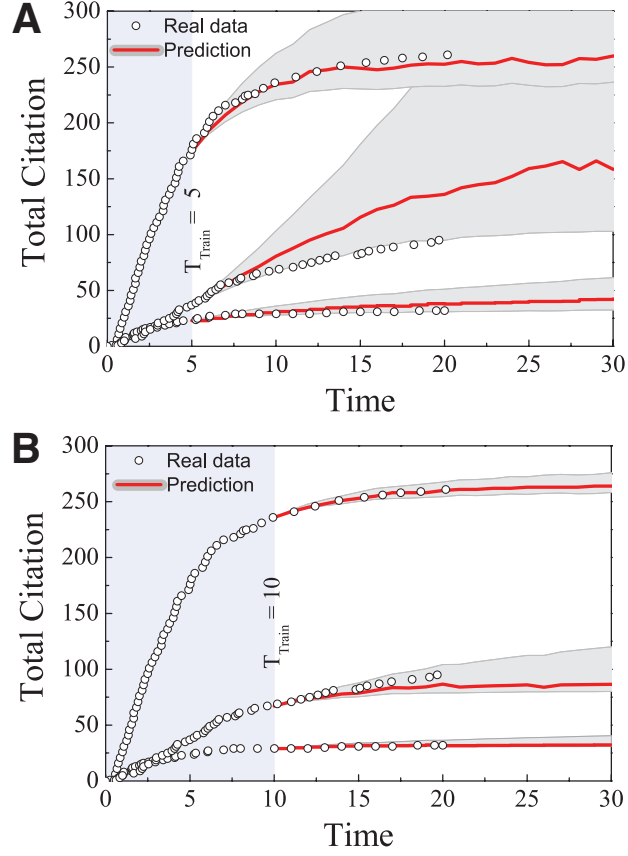 A
Real data
Prediction
300
250
200
150
100
50
0
Total Citation
T_Train = 5
0 5 10 15 20 25 30
Time
B
Real data
Prediction
300
250
200
150
100
50
0
Total Citation
T_Train = 10
0 5 10 15 20 25 30
Time